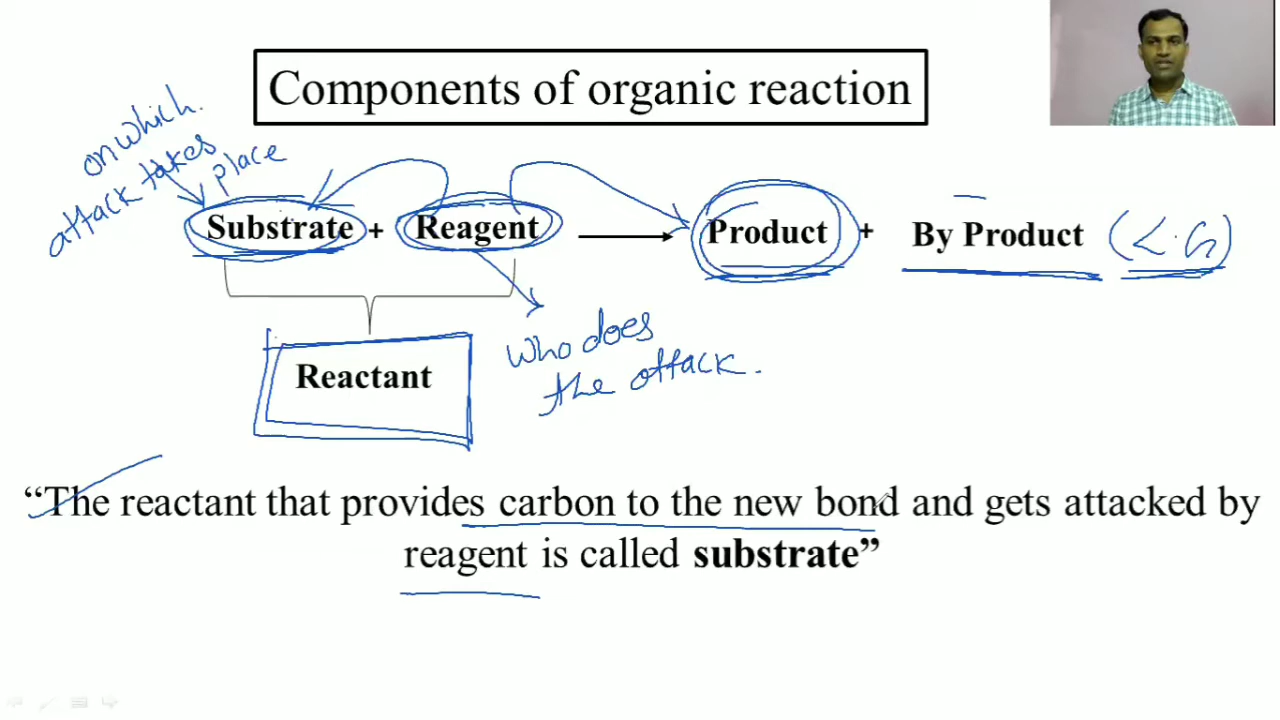 Components of organic reaction
on which
attack takes
place
Substrate + Reagent Product + By Product (L.G)
Reactant
who does
the attack.
“The reactant that provides carbon to the new bond and gets attacked by
reagent is called substrate”